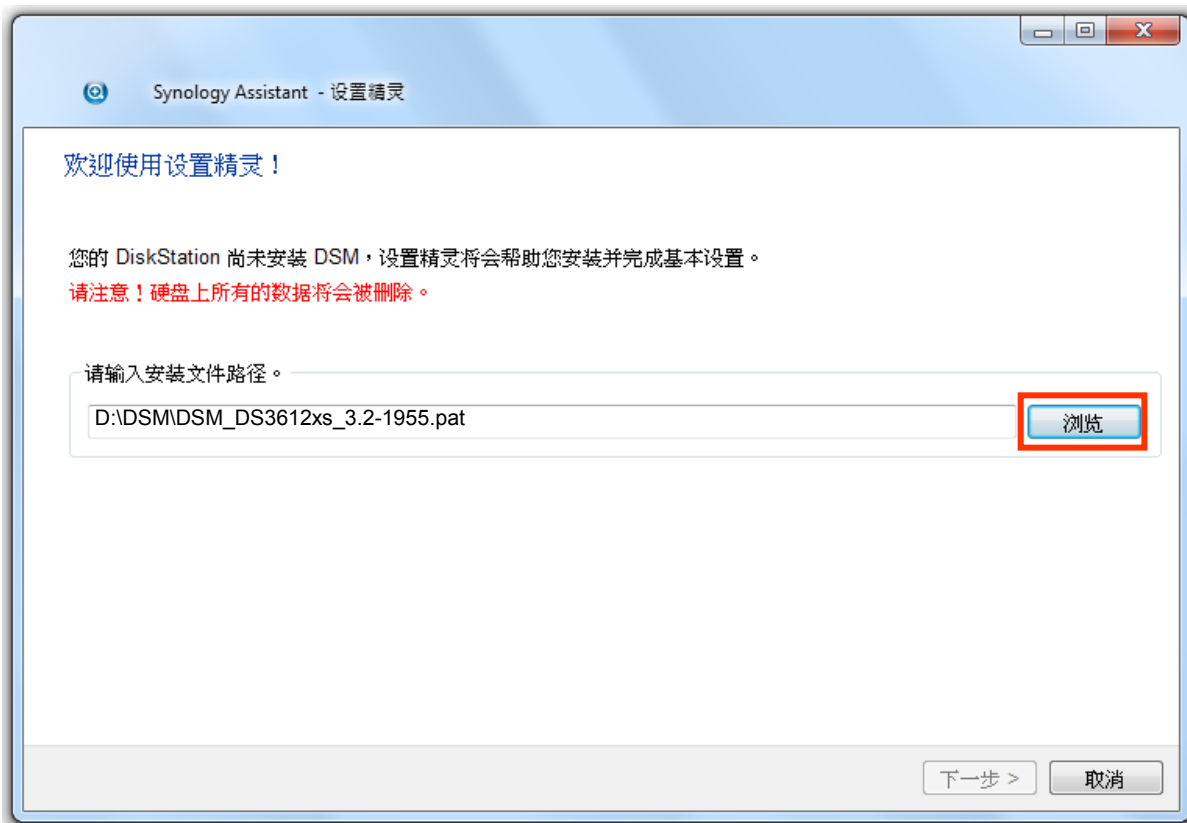 Synology Assistant - 设置精灵
欢迎使用设置精灵！
您的 DiskStation 尚未安装 DSM，设置精灵将会帮助您安装并完成基本设置。
请注意！硬盘上所有的数据将会被删除。
请输入安装文件路径。
D:\DSM\DSM_DS3612xs_3.2-1955.pat
浏览
下一步 >
取消